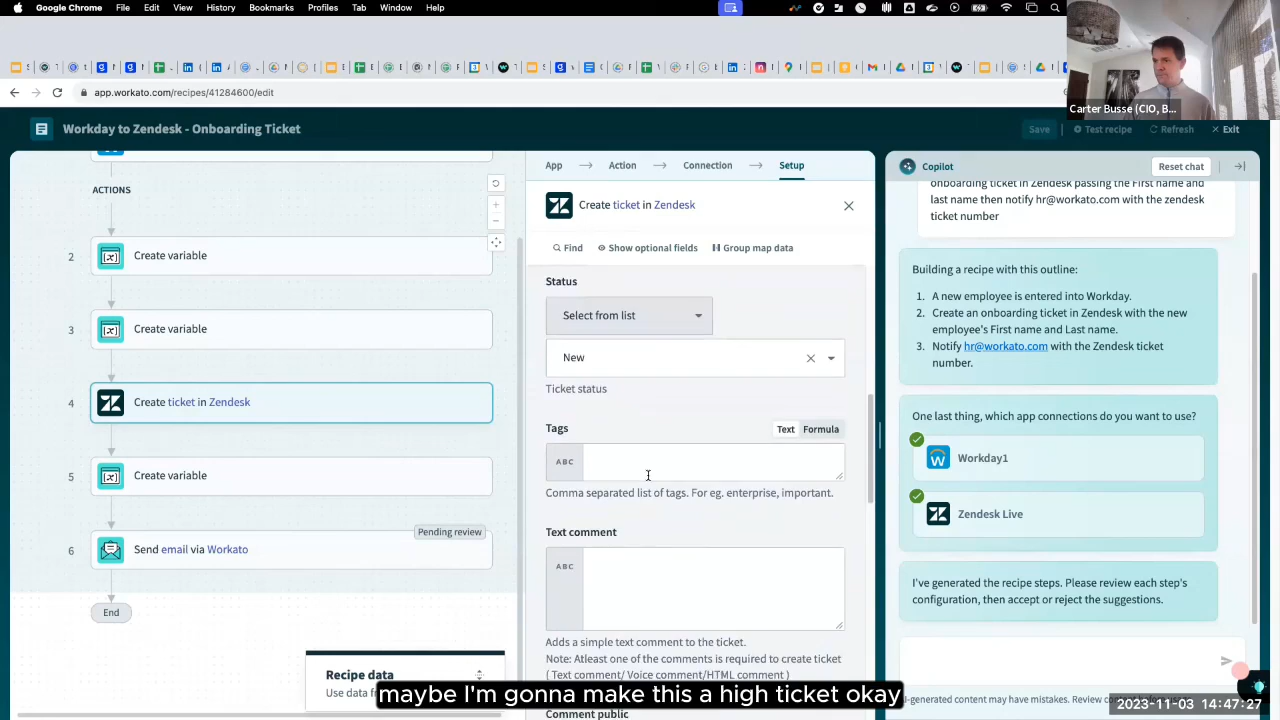 Google Chrome File Edit View History Bookmarks Profiles Tab Window Help
app.workato.com/recipes/41284600/edit
Carter Busse (CIO, B...
Workday to Zendesk - Onboarding Ticket
Save
Test recipe
Refresh
Exit
ACTIONS
2 Create variable
3 Create variable
4 Create ticket in Zendesk
5 Create variable
Pending review
6 Send email via Workato
End
Recipe data
App
Action
Connection
Setup
Create ticket in Zendesk
Find
Show optional fields
Group map data
Status
Select from list
New
Ticket status
Tags
Text Formula
ABC
Comma separated list of tags. For eg. enterprise, important.
Text comment
ABC
Adds a simple text comment to the ticket.
Note: Atleast one of the comments is required to create ticket
( Text comment/ Voice comment/HTML comment )
Comment public
Copilot
Reset chat
onboarding ticket in Zendesk passing the First name and
last name then notify hr@workato.com with the zendesk
ticket number
Building a recipe with this outline:
1. A new employee is entered into Workday.
2. Create an onboarding ticket in Zendesk with the new
employee's First name and Last name.
3. Notify hr@workato.com with the Zendesk ticket
number.
One last thing, which app connections do you want to use?
Workday1
Zendesk Live
I've generated the recipe steps. Please review each step's
configuration, then accept or reject the suggestions.
maybe I'm gonna make this a high ticket okay
2023-11-03 14:47:27